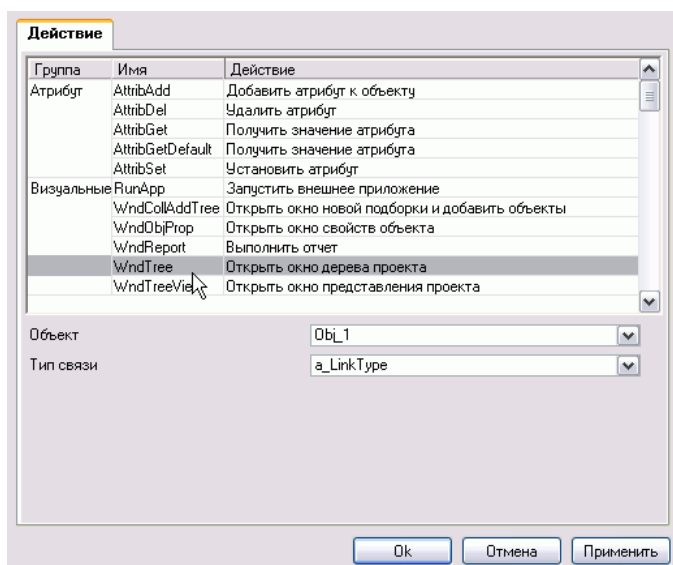 Действие
Группа Имя Действие
Атрибут AttribAdd Добавить атрибут к объекту
AttribDel Удалить атрибут
AttribGet Получить значение атрибута
AttribGetDefault Получить значение атрибута
AttribSet Установить атрибут
Визуальные RunApp Запустить внешнее приложение
WndCollAddTree Открыть окно новой подборки и добавить объекты
WndObjProp Открыть окно свойств объекта
WndReport Выполнить отчет
WndTree Открыть окно дерева проекта
Открыть окно представления проекта
Объект Obj_1
Тип связи a_LinkType
Ok Отмена Применить